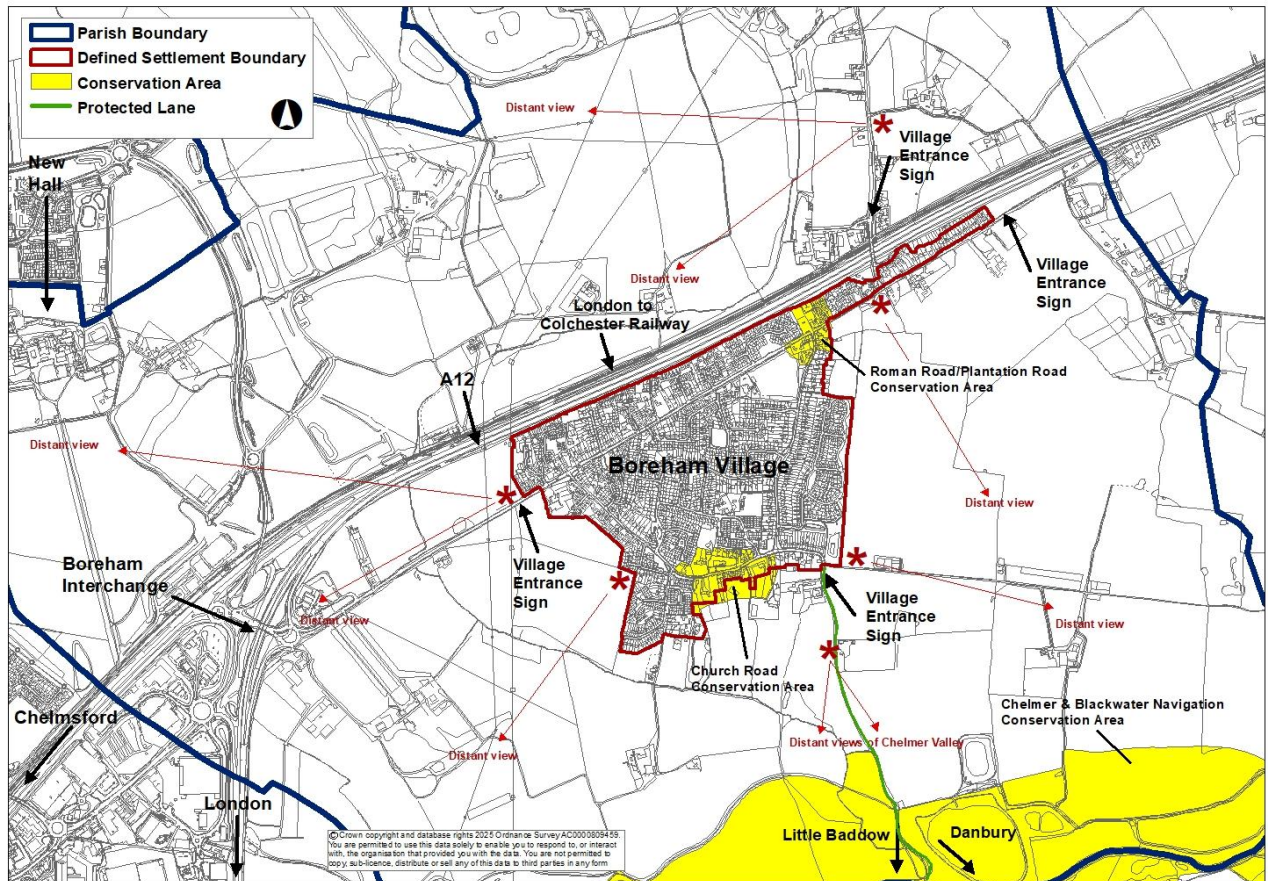 Parish Boundary
Defined Settlement Boundary
Conservation Area
Protected Lane
New
Hall
Distant view
Village
Entrance
Sign
Distant view
Village
Entrance
Sign
London to
Colchester Railway
A12
Roman Road/Plantation Road
Conservation Area
Distant view
Boreham Village
Distant view
Boreham
Interchange
Village
Entrance
Sign
Distant view
Village
Entrance
Sign
Distant view
Church Road
Conservation Area
Chelmer & Blackwater Navigation
Conservation Area
Chelmsford
Distant view
Distant views of Chelmer Valley
London
Little Baddow
Danbury
© Crown copyright and database rights 2025 Ordnance Survey AC0000809459.
You are permitted to use this data solely to enable you to respond to, or interact
with, the organisation that provided you with the data. You are not permitted to
copy, sub-licence, distribute or sell any of this data to third parties in any form